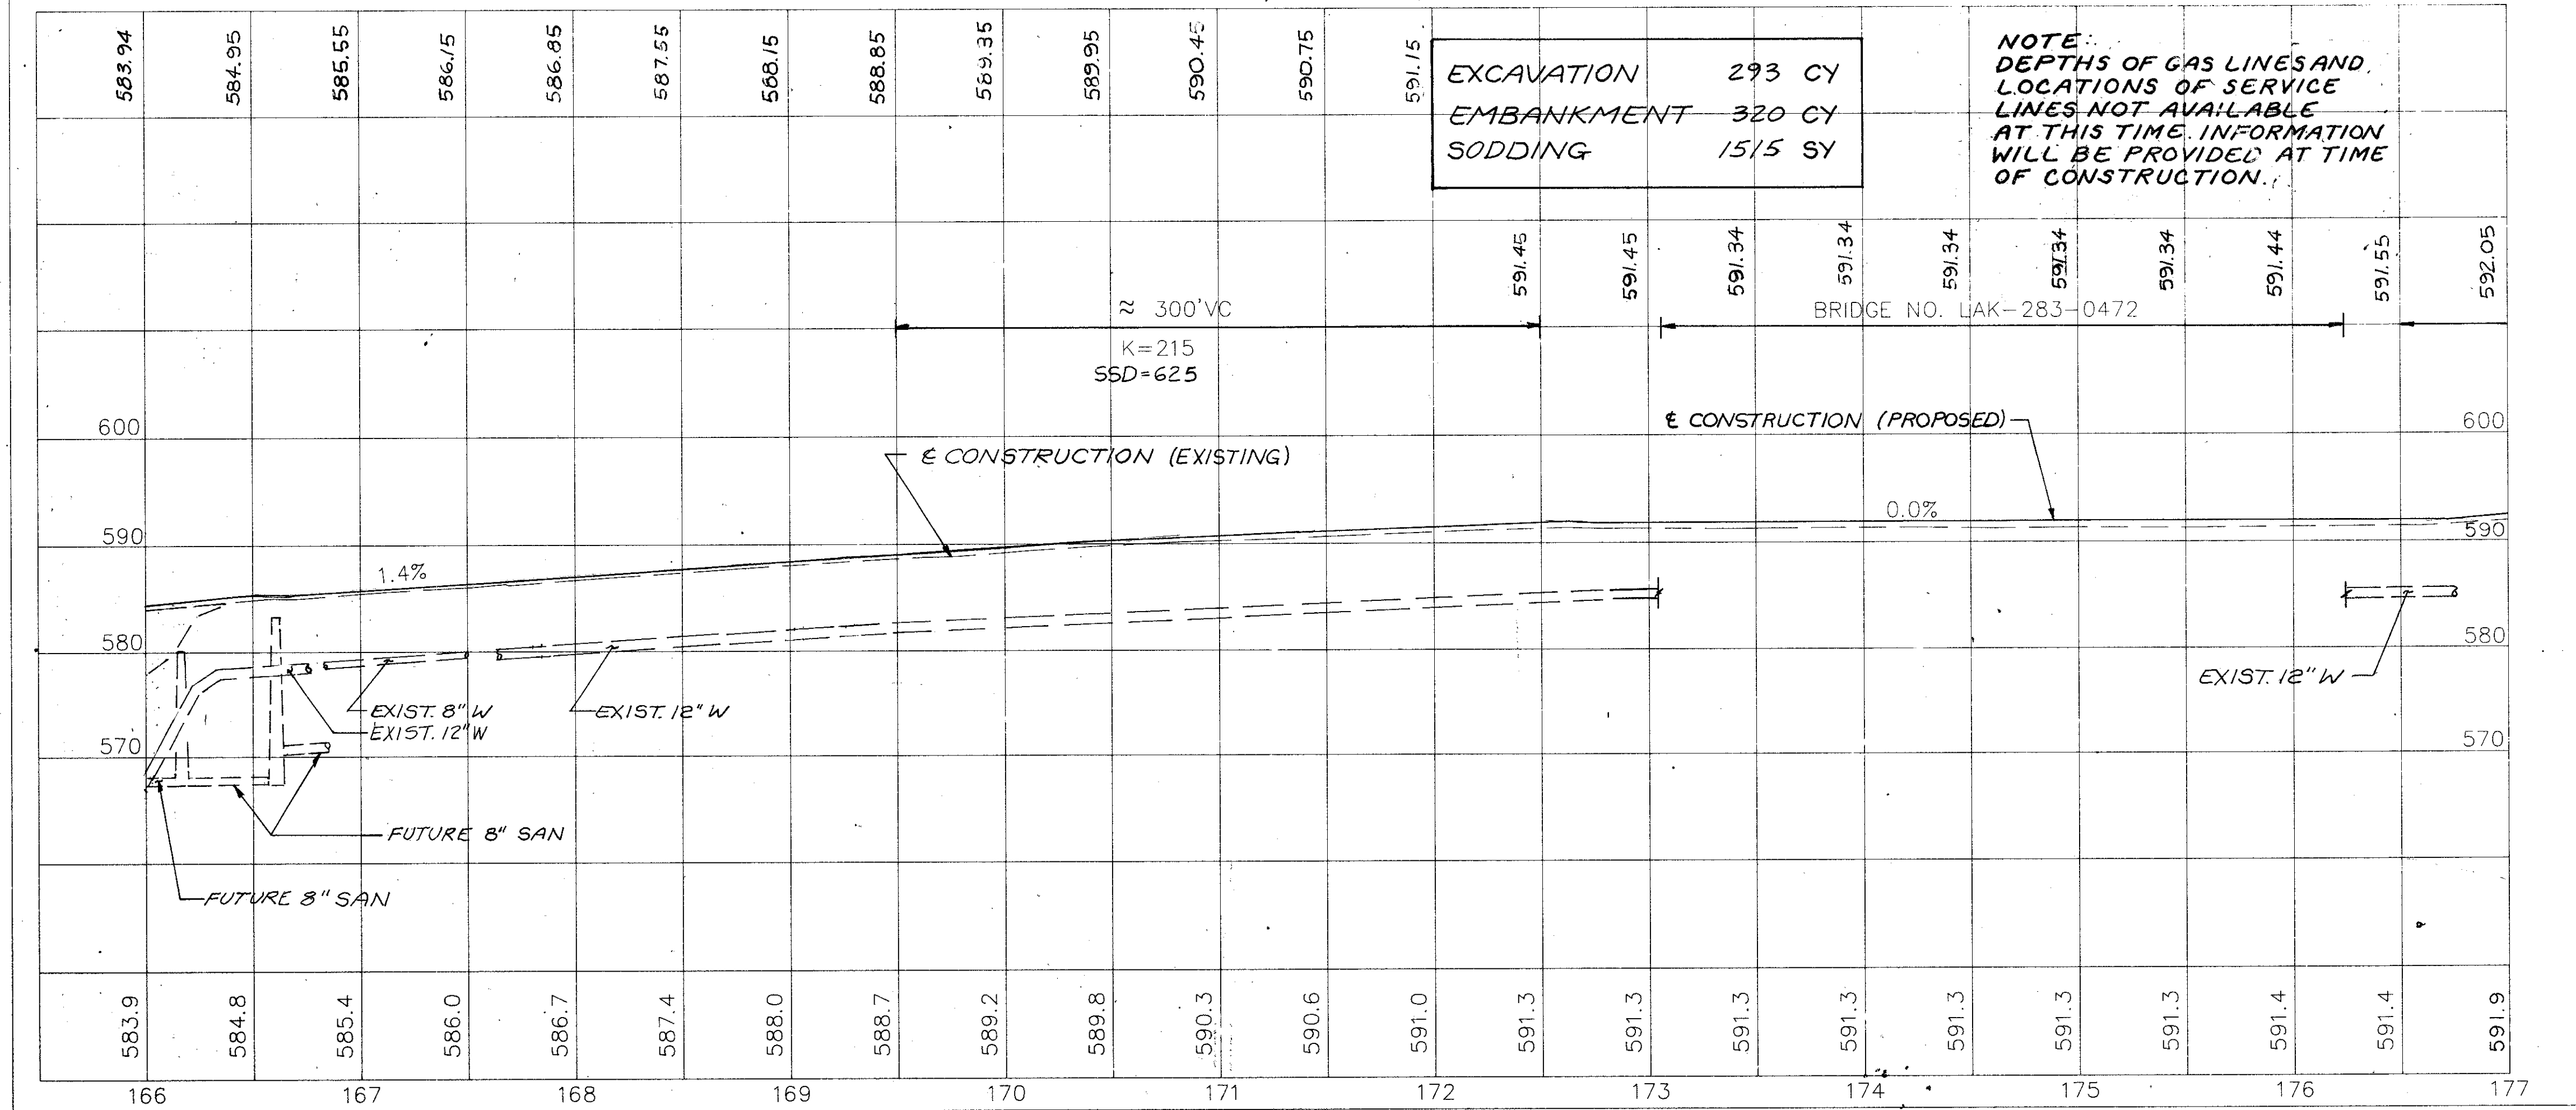 583.94
584.95
585.55
586.15
586.85
587.55
568.15
588.85
589.35
589.95
590.45
590.75
591.15
EXCAVATION 293 CY
EMBANKMENT 320 CY
SODDING 1515 SY
NOTE:
DEPTHS OF GAS LINES AND
LOCATIONS OF SERVICE
LINES NOT AVAILABLE
AT THIS TIME. INFORMATION
WILL BE PROVIDED AT TIME
OF CONSTRUCTION.
591.45
591.45
591.34
591.34
591.34
591.34
591.34
591.44
591.55
592.05
≈ 300'VC
BRIDGE NO. LAK-283-0472
K=215
SSD=625
600
℄ CONSTRUCTION (PROPOSED)
600
℄ CONSTRUCTION (EXISTING)
0.0%
590
590
1.4%
580
580
EXIST. 12" W
EXIST. 8" W
EXIST. 12" W
EXIST. 12" W
570
570
FUTURE 8" SAN
FUTURE 8" SAN
583.9
584.8
585.4
586.0
586.7
587.4
588.0
588.7
589.2
589.8
590.3
590.6
591.0
591.3
591.3
591.3
591.3
591.3
591.3
591.3
591.4
591.4
591.9
166 167 168 169 170 171 172 173 174 175 176 177